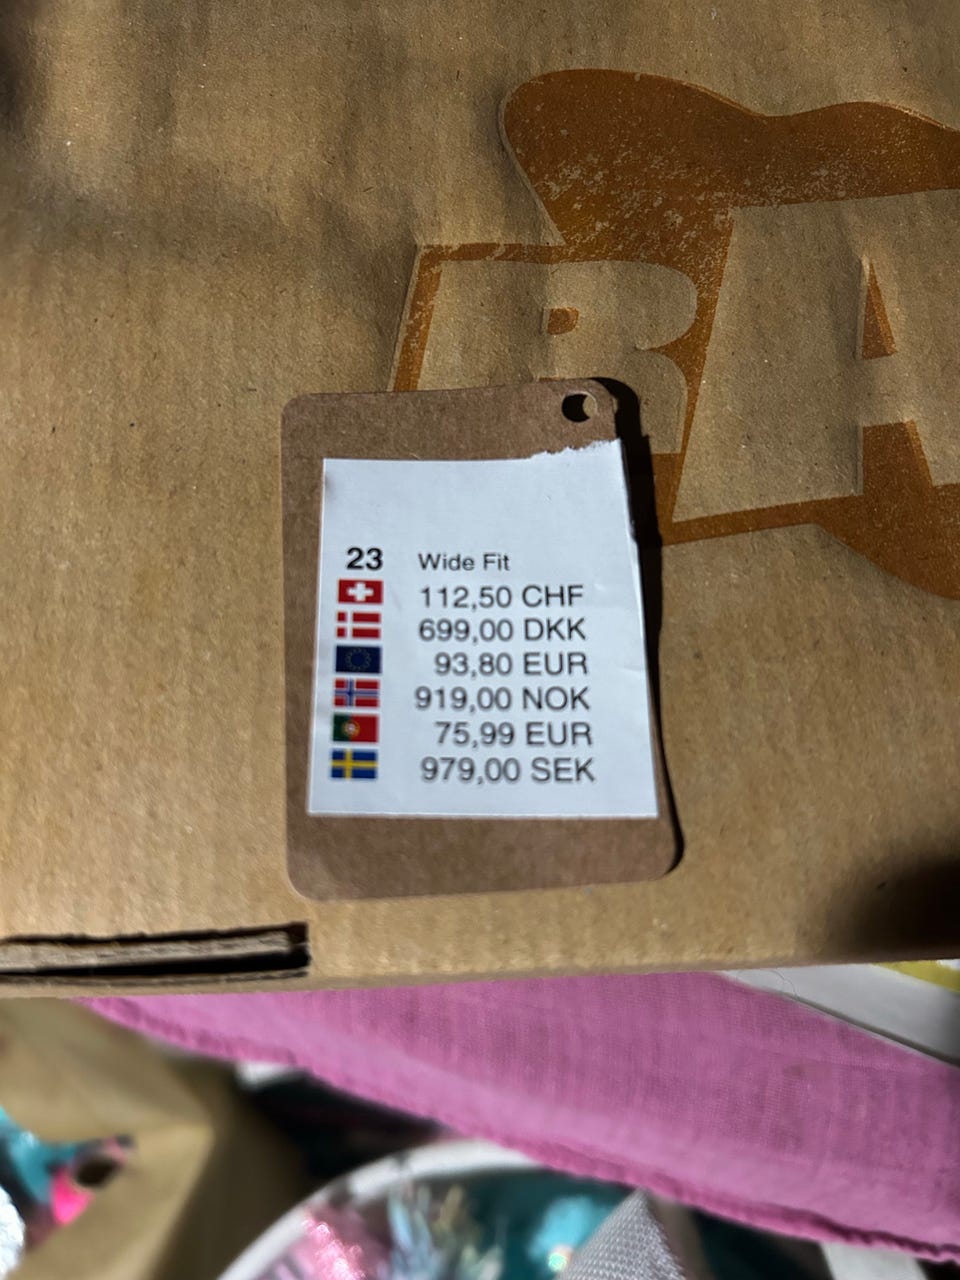 BA
23 Wide Fit
112,50 CHF
699,00 DKK
93,80 EUR
919,00 NOK
75,99 EUR
979,00 SEK